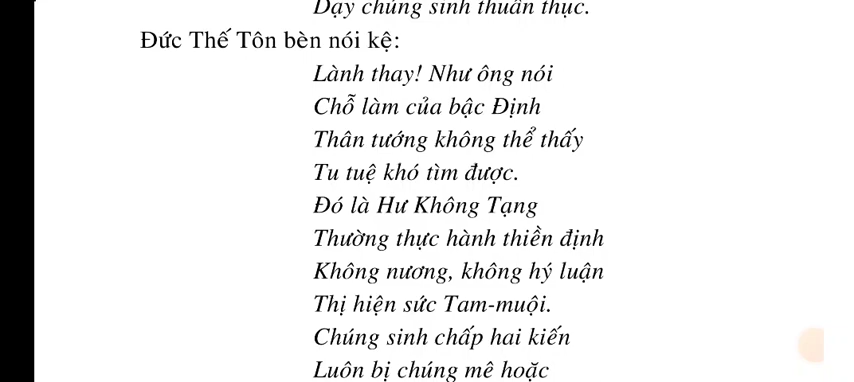 Dạy chúng sinh thuần thục.
Đức Thế Tôn bèn nói kệ:
Lành thay! Như ông nói
Chỗ làm của bậc Định
Thân tướng không thể thấy
Tu tuệ khó tìm được.
Đó là Hư Không Tạng
Thường thực hành thiền định
Không nương, không hý luận
Thị hiện sức Tam-muội.
Chúng sinh chấp hai kiến
Luôn bị chúng mê hoặc